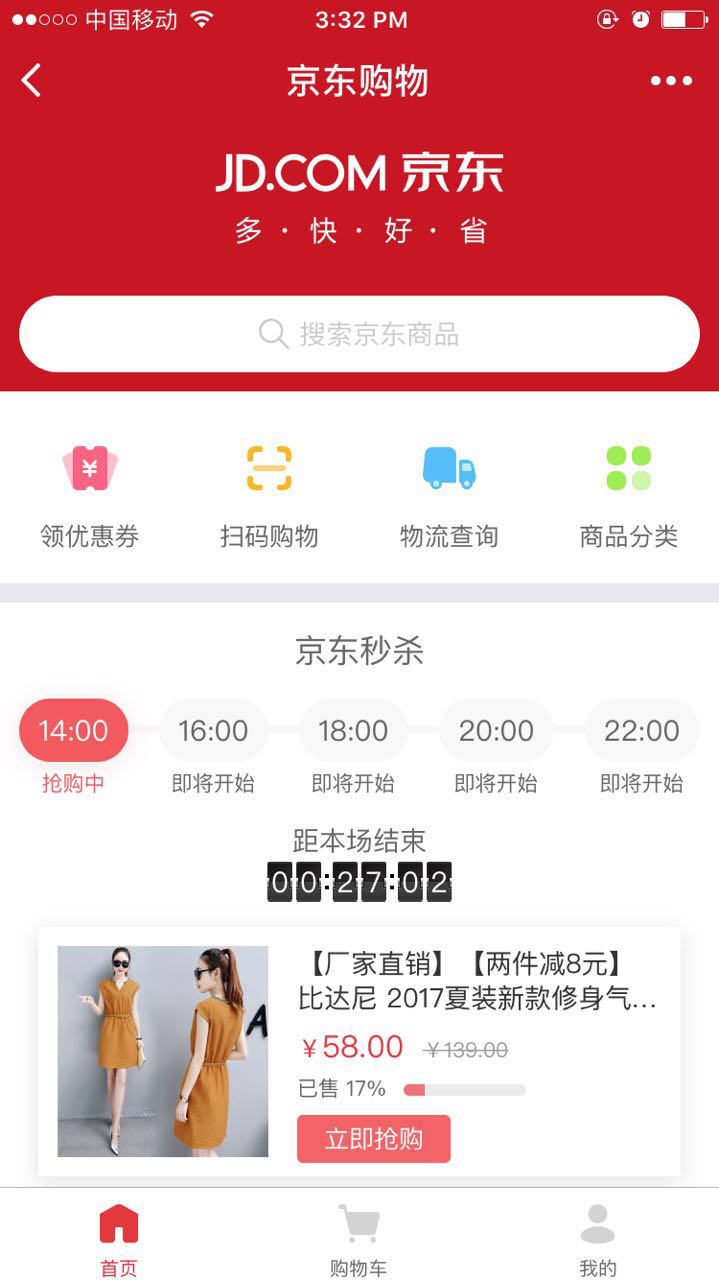 中国移动 3:32 PM
京东购物
JD.COM 京东
多·快·好·省
搜索京东商品
¥
领优惠券 扫码购物 物流查询 商品分类
京东秒杀
14:00 16:00 18:00 20:00 22:00
抢购中 即将开始 即将开始 即将开始 即将开始
距本场结束
00:27:02
A
【厂家直销】【两件减8元】
比达尼 2017夏装新款修身气...
¥58.00 ¥139.00
已售 17%
立即抢购
首页 购物车 我的